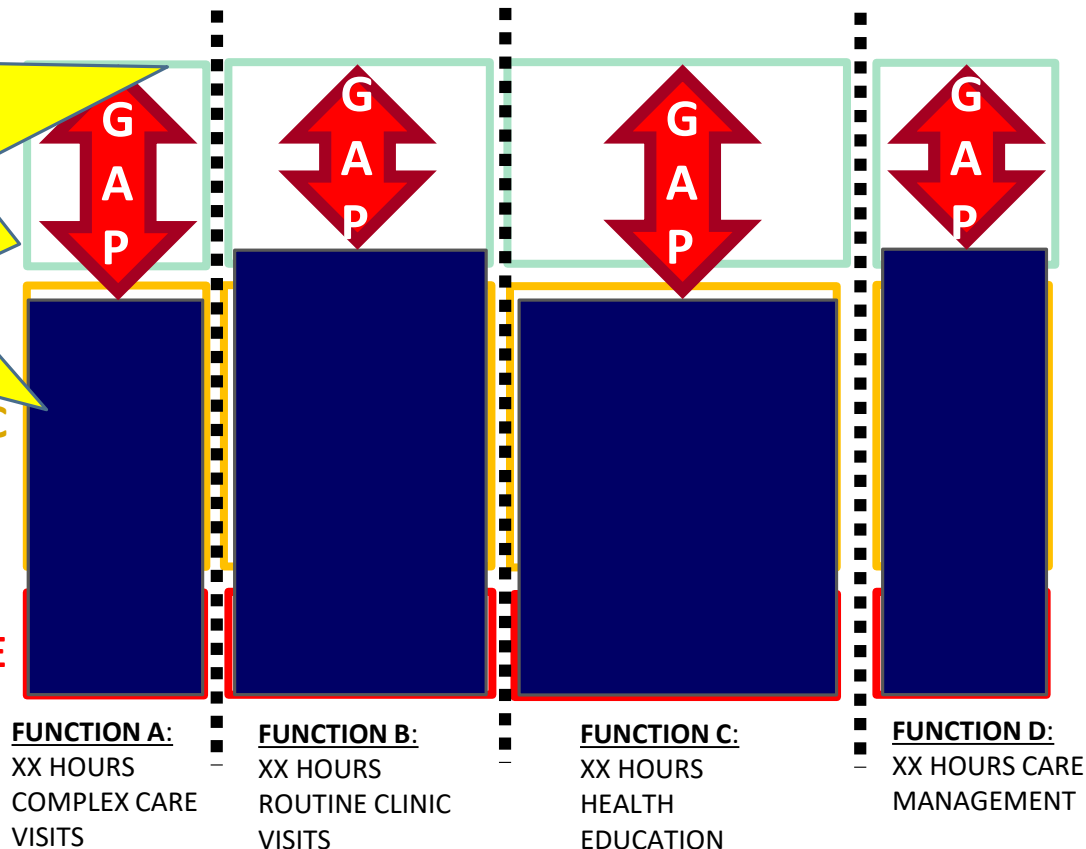 G
A
P
G
A
P
G
A
P
G
A
P
C
E
FUNCTION A:
XX HOURS
COMPLEX CARE
VISITS
FUNCTION B:
XX HOURS
ROUTINE CLINIC
VISITS
FUNCTION C:
XX HOURS
HEALTH
EDUCATION
FUNCTION D:
XX HOURS CARE
MANAGEMENT